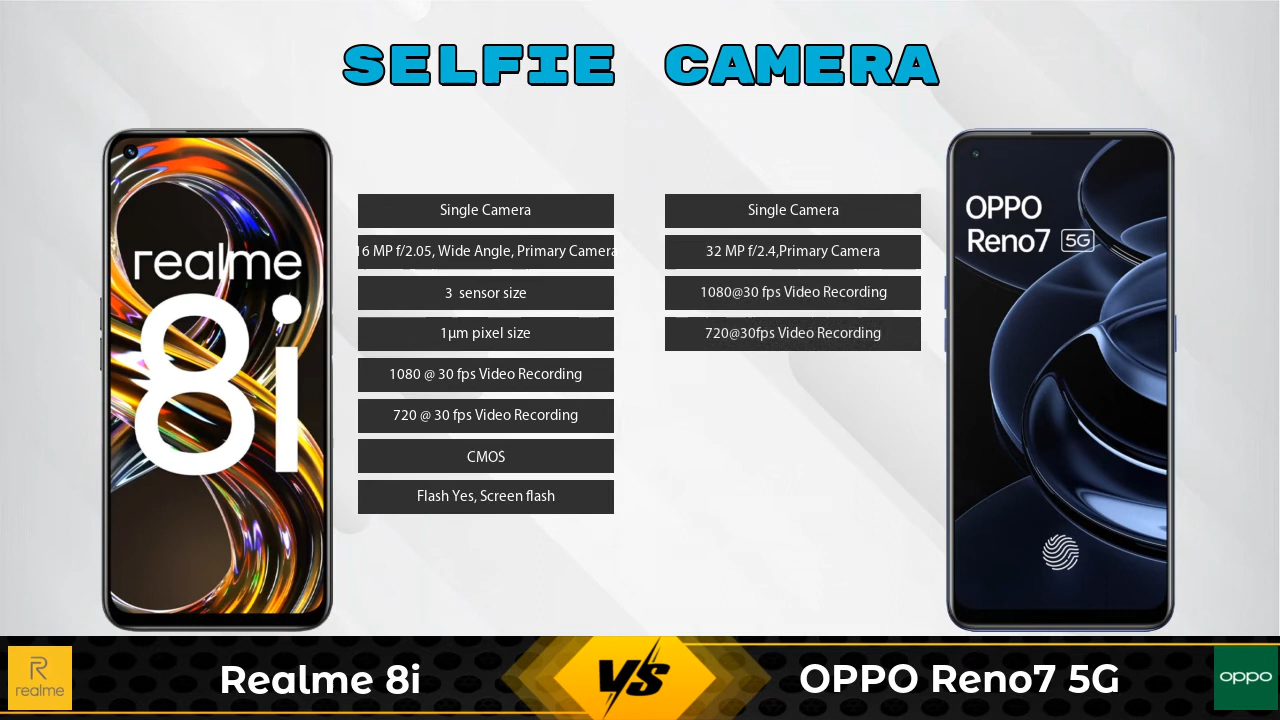 SELFIE CAMERA
realme
8i
Single Camera
16 MP f/2.05, Wide Angle, Primary Camera
3 sensor size
1µm pixel size
1080 @ 30 fps Video Recording
720 @ 30 fps Video Recording
CMOS
Flash Yes, Screen flash
Single Camera
32 MP f/2.4,Primary Camera
1080@30 fps Video Recording
720@30fps Video Recording
OPPO
Reno7 5G
R
realme
Realme 8i
VS
OPPO Reno7 5G
oppo